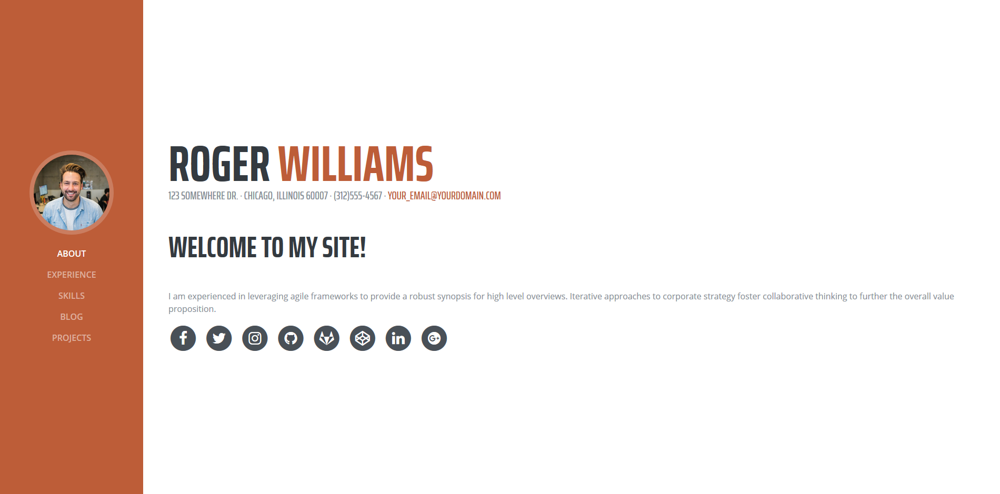 ABOUT
EXPERIENCE
SKILLS
BLOG
PROJECTS
ROGER WILLIAMS
123 SOMEWHERE DR. · CHICAGO, ILLINOIS 60007 · (312)555-4567 · YOUR_EMAIL@YOURDOMAIN.COM
WELCOME TO MY SITE!
I am experienced in leveraging agile frameworks to provide a robust synopsis for high level overviews. Iterative approaches to corporate strategy foster collaborative thinking to further the overall value
proposition.